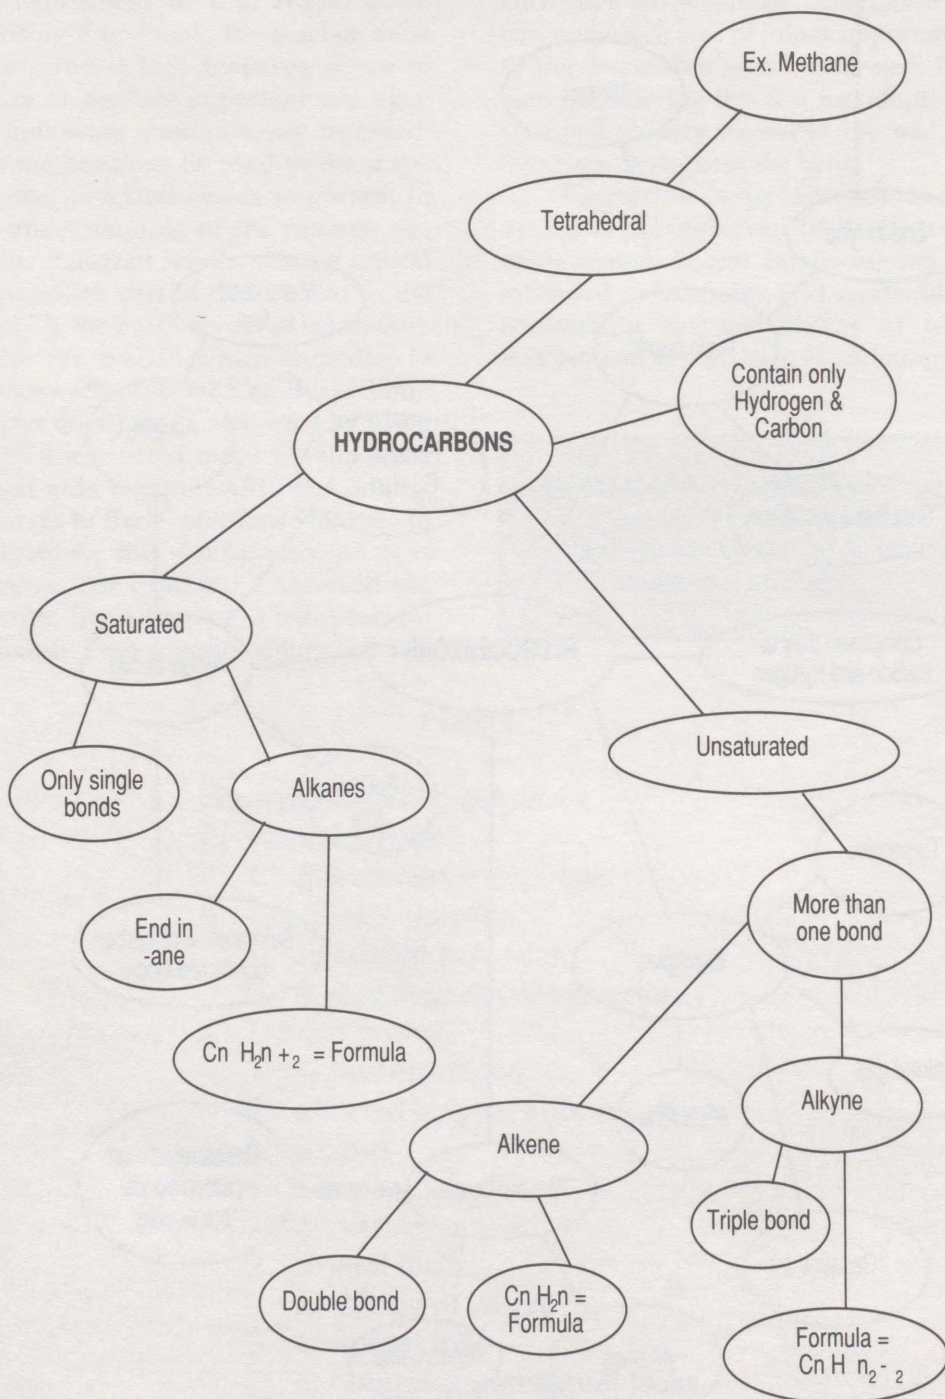 Ex. Methane
Tetrahedral
Contain only
Hydrogen &
Carbon
HYDROCARBONS
Saturated
Unsaturated
Only single
bonds
Alkanes
More than
one bond
End in
-ane
Cn H₂n +₂ = Formula
Alkyne
Alkene
Triple bond
Double bond
Cn H₂n =
Formula
Formula =
Cn H n₂- ₂